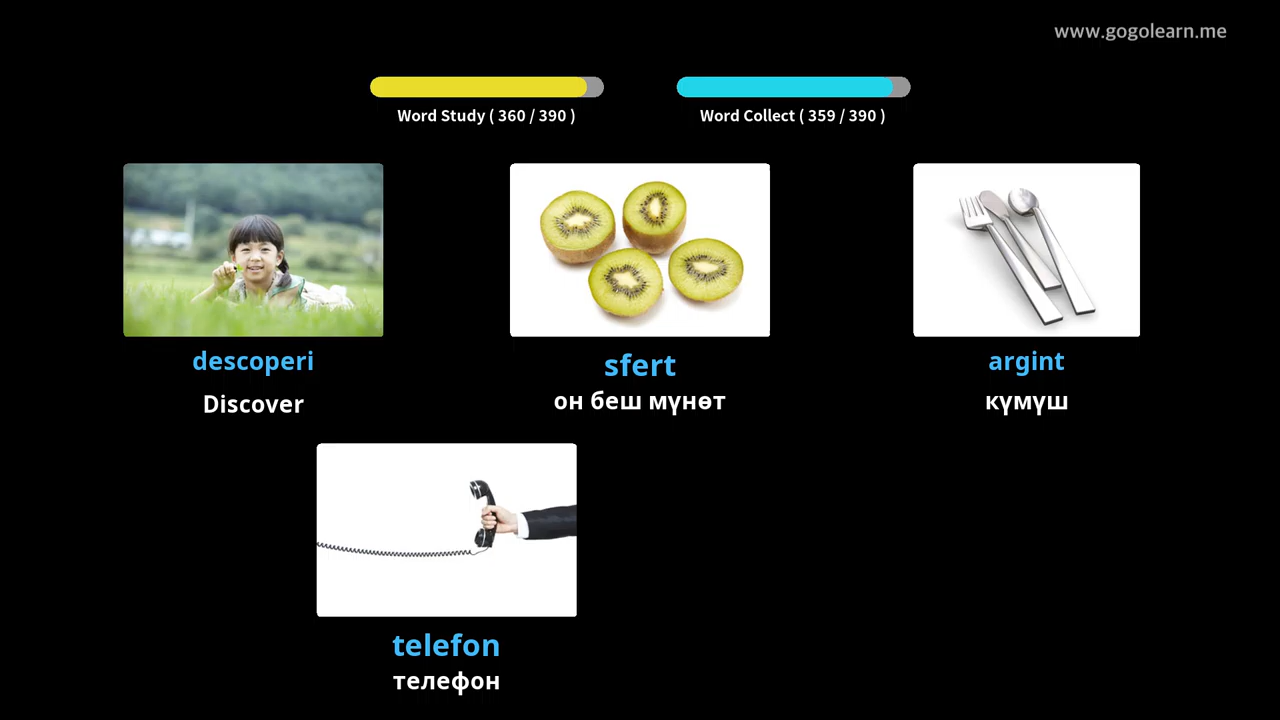 www.gogolearn.me
Word Study ( 360 / 390 )
Word Collect ( 359 / 390 )
descoperi
Discover
sfert
он беш мүнөт
argint
күмүш
telefon
телефон